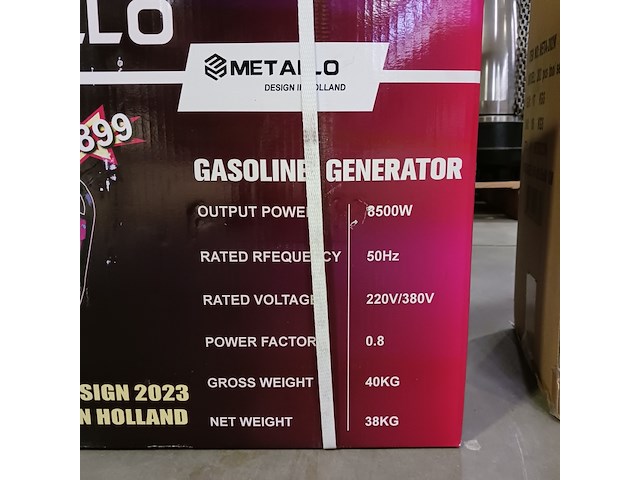 LLO
METALLO
DESIGN IN HOLLAND
899
GASOLINE GENERATOR
OUTPUT POWER 8500W
RATED RFEQUENCY 50Hz
RATED VOLTAGE 220V/380V
POWER FACTOR 0.8
GROSS WEIGHT 40KG
NET WEIGHT 38KG
SIGN 2023
N HOLLAND